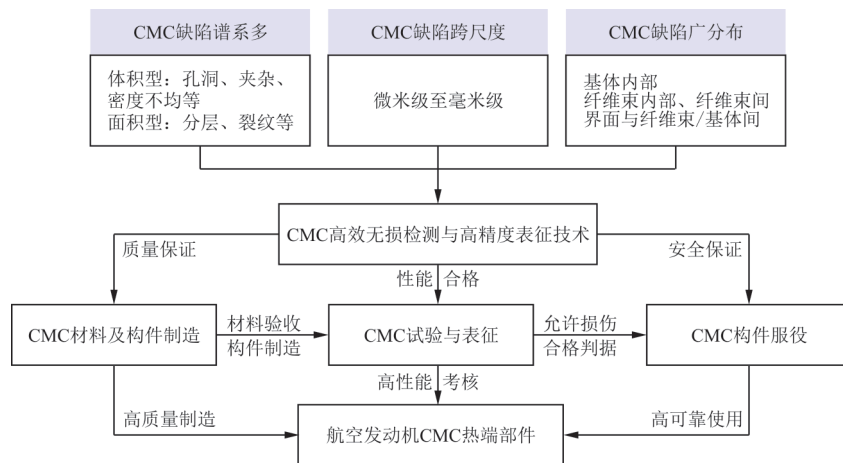 CMC缺陷谱系多
CMC缺陷跨尺度
CMC缺陷广分布
体积型：孔洞、夹杂、
密度不均等
面积型：分层、裂纹等
微米级至毫米级
基体内部
纤维束内部、纤维束间
界面与纤维束/基体间
CMC高效无损检测与高精度表征技术
质量保证
性能 合格
安全保证
CMC材料及构件制造
材料验收
构件制造
CMC试验与表征
允许损伤
合格判据
CMC构件服役
高质量制造
高性能 考核
高可靠使用
航空发动机CMC热端部件